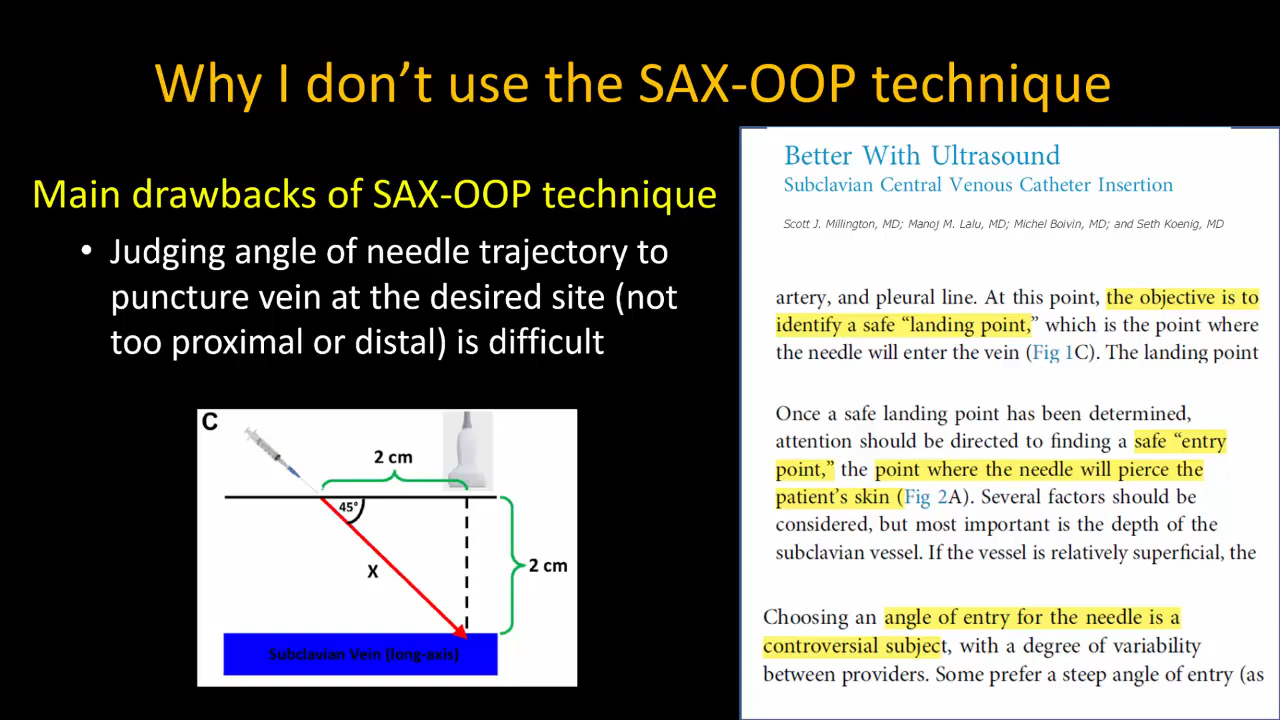 Why I don’t use the SAX-OOP technique
Main drawbacks of SAX-OOP technique
• Judging angle of needle trajectory to
puncture vein at the desired site (not
too proximal or distal) is difficult
C
2 cm
45°
X
2 cm
Subclavian Vein (long-axis)
Better With Ultrasound
Subclavian Central Venous Catheter Insertion
Scott J. Millington, MD; Manoj M. Lalu, MD; Michel Boivin, MD; and Seth Koenig, MD
artery, and pleural line. At this point, the objective is to
identify a safe “landing point,” which is the point where
the needle will enter the vein (Fig 1C). The landing point
Once a safe landing point has been determined,
attention should be directed to finding a safe “entry
point,” the point where the needle will pierce the
patient’s skin (Fig 2A). Several factors should be
considered, but most important is the depth of the
subclavian vessel. If the vessel is relatively superficial, the
Choosing an angle of entry for the needle is a
controversial subject, with a degree of variability
between providers. Some prefer a steep angle of entry (as